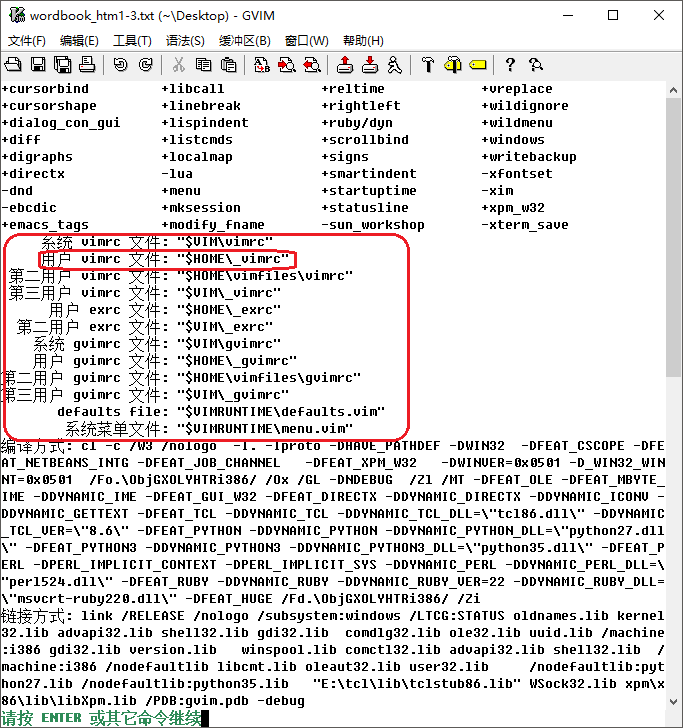 wordbook_htm1-3.txt (~\Desktop) - GVIM
文件(F) 编辑(E) 工具(T) 语法(S) 缓冲区(B) 窗口(W) 帮助(H)
+cursorbind +libcall +reltime +vreplace
+cursorshape +linebreak +rightleft +wildignore
+dialog_con_gui +lispindent +ruby/dyn +wildmenu
+diff +listcmds +scrollbind +windows
+digraphs +localmap +signs +writebackup
+directx -lua +smartindent -xfontset
-dnd +menu +startuptime -xim
-ebcdic +mksession +statusline +xpm_w32
+emacs_tags +modify_fname -sun_workshop -xterm_save
系统 vimrc 文件: "$VIM\vimrc"
用户 vimrc 文件: "$HOME\_vimrc"
第二用户 vimrc 文件: "$HOME\vimfiles\vimrc"
第三用户 vimrc 文件: "$VIM\_vimrc"
用户 exrc 文件: "$HOME\_exrc"
第二用户 exrc 文件: "$VIM\_exrc"
系统 gvimrc 文件: "$VIM\gvimrc"
用户 gvimrc 文件: "$HOME\_gvimrc"
第二用户 gvimrc 文件: "$HOME\vimfiles\gvimrc"
第三用户 gvimrc 文件: "$VIM\_gvimrc"
defaults file: "$VIMRUNTIME\defaults.vim"
系统菜单文件: "$VIMRUNTIME\menu.vim"
编译方式: cl -c /W3 /nologo -I. -Iproto -DHAVE_PATHDEF -DWIN32 -DFEAT_CSCOPE -DFE
AT_NETBEANS_INTG -DFEAT_JOB_CHANNEL -DFEAT_XPM_W32 -DWINVER=0x0501 -D_WIN32_WIN
NT=0x0501 /Fo.\ObjGXOLYHTRi386/ /Ox /GL -DNDEBUG /Zl /MT -DFEAT_OLE -DFEAT_MBYTE_
IME -DDYNAMIC_IME -DFEAT_GUI_W32 -DFEAT_DIRECTX -DDYNAMIC_DIRECTX -DDYNAMIC_ICONV -
DDYNAMIC_GETTEXT -DFEAT_TCL -DDYNAMIC_TCL -DDYNAMIC_TCL_DLL=\"tcl86.dll\" -DDYNAMIC
_TCL_VER=\"8.6\" -DFEAT_PYTHON -DDYNAMIC_PYTHON -DDYNAMIC_PYTHON_DLL=\"python27.dll
\" -DFEAT_PYTHON3 -DDYNAMIC_PYTHON3 -DDYNAMIC_PYTHON3_DLL=\"python35.dll\" -DFEAT_P
ERL -DPERL_IMPLICIT_CONTEXT -DPERL_IMPLICIT_SYS -DDYNAMIC_PERL -DDYNAMIC_PERL_DLL=\
"perl524.dll\" -DFEAT_RUBY -DDYNAMIC_RUBY -DDYNAMIC_RUBY_VER=22 -DDYNAMIC_RUBY_DLL=
\"msvcrt-ruby220.dll\" -DFEAT_HUGE /Fd.\ObjGXOLYHTRi386/ /Zi
链接方式: link /RELEASE /nologo /subsystem:windows /LTCG:STATUS oldnames.lib kernel
32.lib advapi32.lib shell32.lib gdi32.lib comdlg32.lib ole32.lib uuid.lib /machine
:i386 gdi32.lib version.lib winspool.lib comctl32.lib advapi32.lib shell32.lib /
machine:i386 /nodefaultlib libcmt.lib oleaut32.lib user32.lib /nodefaultlib:pyt
hon27.lib /nodefaultlib:python35.lib "E:\tcl\lib\tclstub86.lib" WSock32.lib xpm\x
86\lib\libXpm.lib /PDB:gvim.pdb -debug
请按 ENTER 或其它命令继续